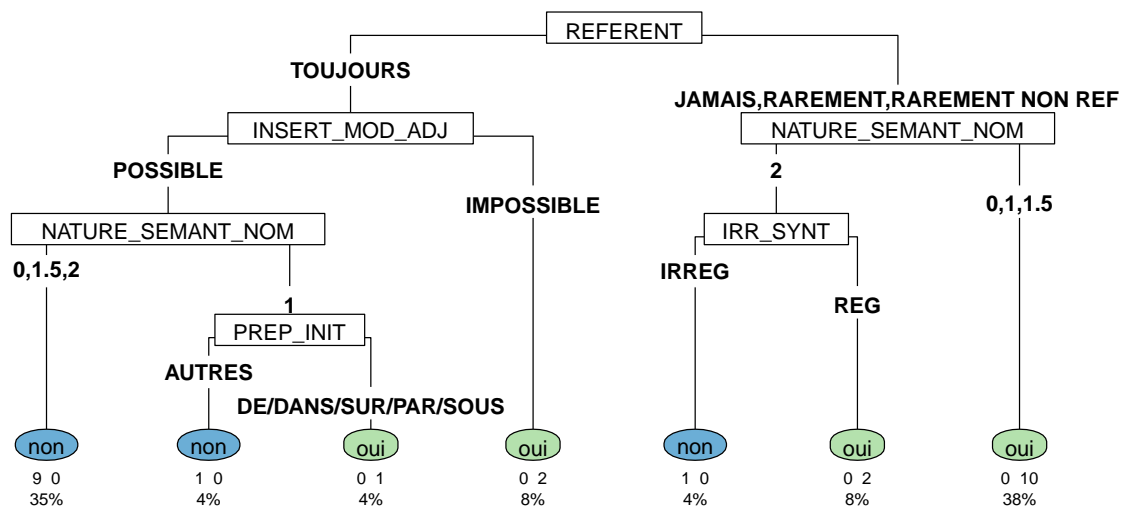 REFERENT
TOUJOURS
JAMAIS,RAREMENT,RAREMENT NON REF
INSERT_MOD_ADJ
NATURE_SEMANT_NOM
POSSIBLE
2
IMPOSSIBLE
0,1,1.5
NATURE_SEMANT_NOM
IRR_SYNT
0,1.5,2
IRREG
1
REG
PREP_INIT
AUTRES
DE/DANS/SUR/PAR/SOUS
non non oui oui non oui oui
9 0 1 0 0 1 0 2 1 0 0 2 0 10
35% 4% 4% 8% 4% 8% 38%